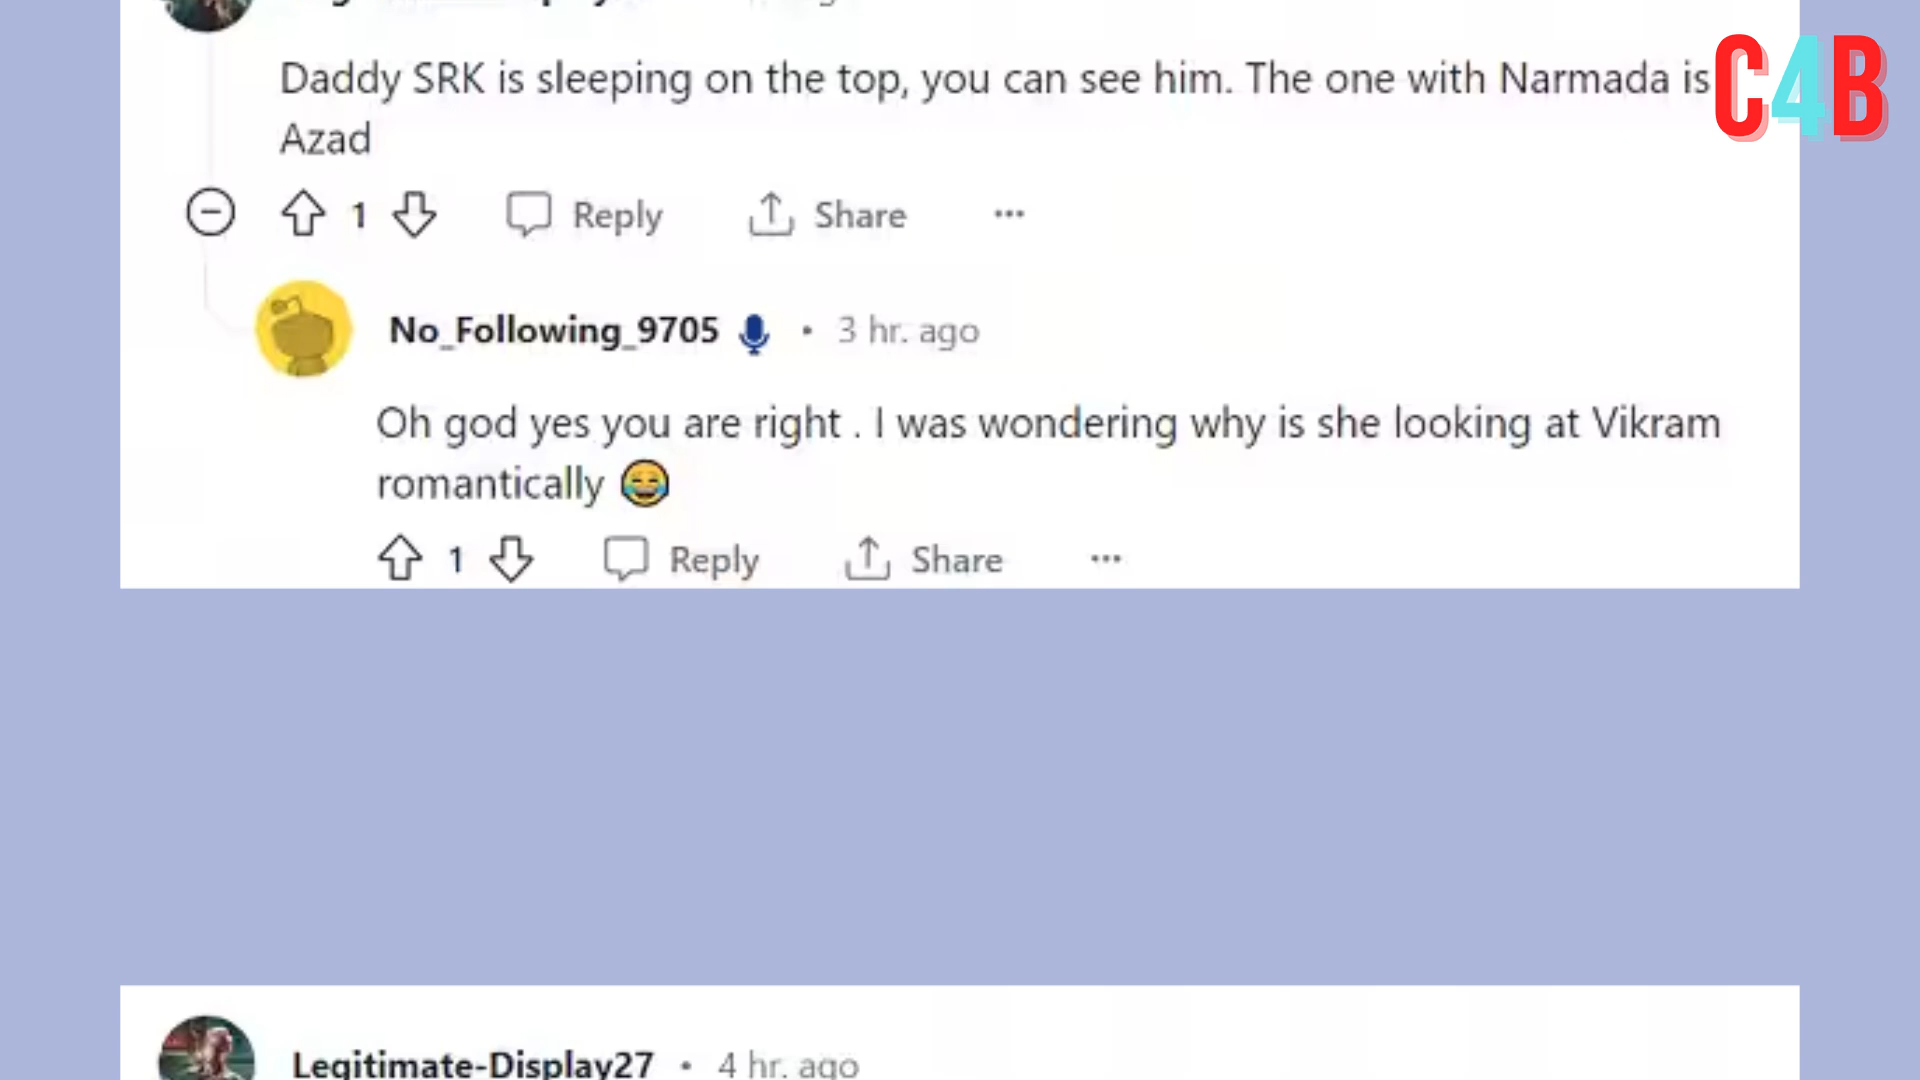 Daddy SRK is sleeping on the top, you can see him. The one with Narmada is
Azad
1 Reply Share ...
No_Following_9705 • 3 hr. ago
Oh god yes you are right . I was wondering why is she looking at Vikram
romantically 😂
1 Reply Share ...
Legitimate-Display27 • 4 hr. ago
C4B